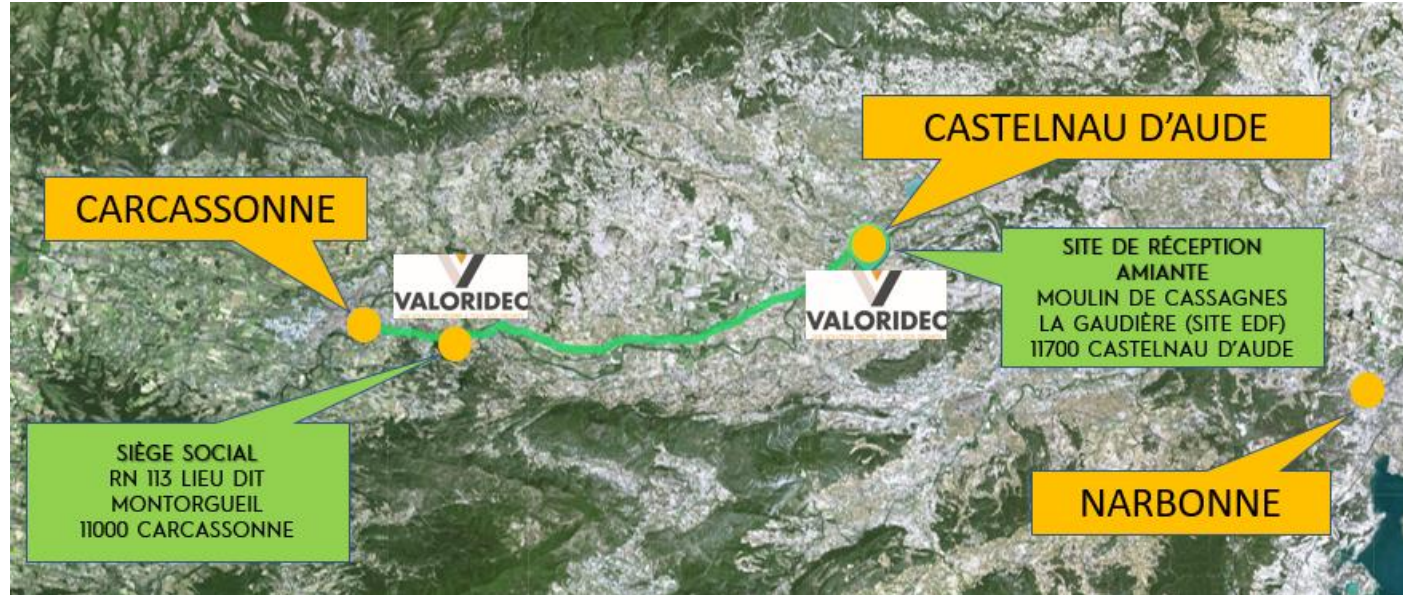 CASTELNAU D'AUDE
CARCASSONNE
VALORIDEC
VALORIDEC
SITE DE RÉCEPTION
AMIANTE
MOULIN DE CASSAGNES
LA GAUDIÈRE (SITE EDF)
11700 CASTELNAU D'AUDE
SIÈGE SOCIAL
RN 113 LIEU DIT
MONTORGUEIL
11000 CARCASSONNE
NARBONNE